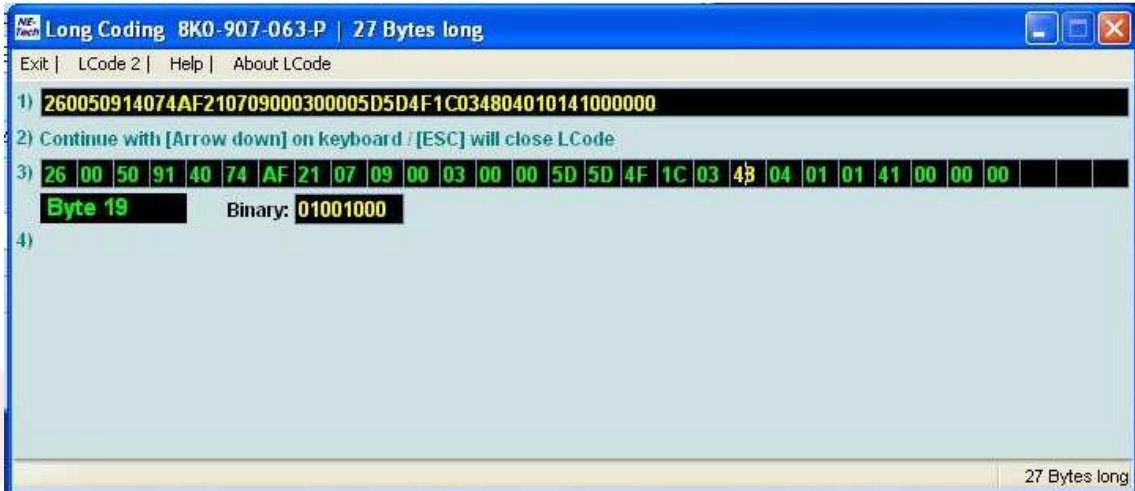 NE-Tech Long Coding 8K0-907-063-P | 27 Bytes long
Exit | LCode 2 | Help | About LCode
1) 260050914074AF210709000300005D5D4F1C034804010141000000
2) Continue with [Arrow down] on keyboard / [ESC] will close LCode
3) 26 00 50 91 40 74 AF 21 07 09 00 03 00 00 5D 5D 4F 1C 03 48 04 01 01 41 00 00 00
Byte 19 Binary: 01001000
4)
27 Bytes long